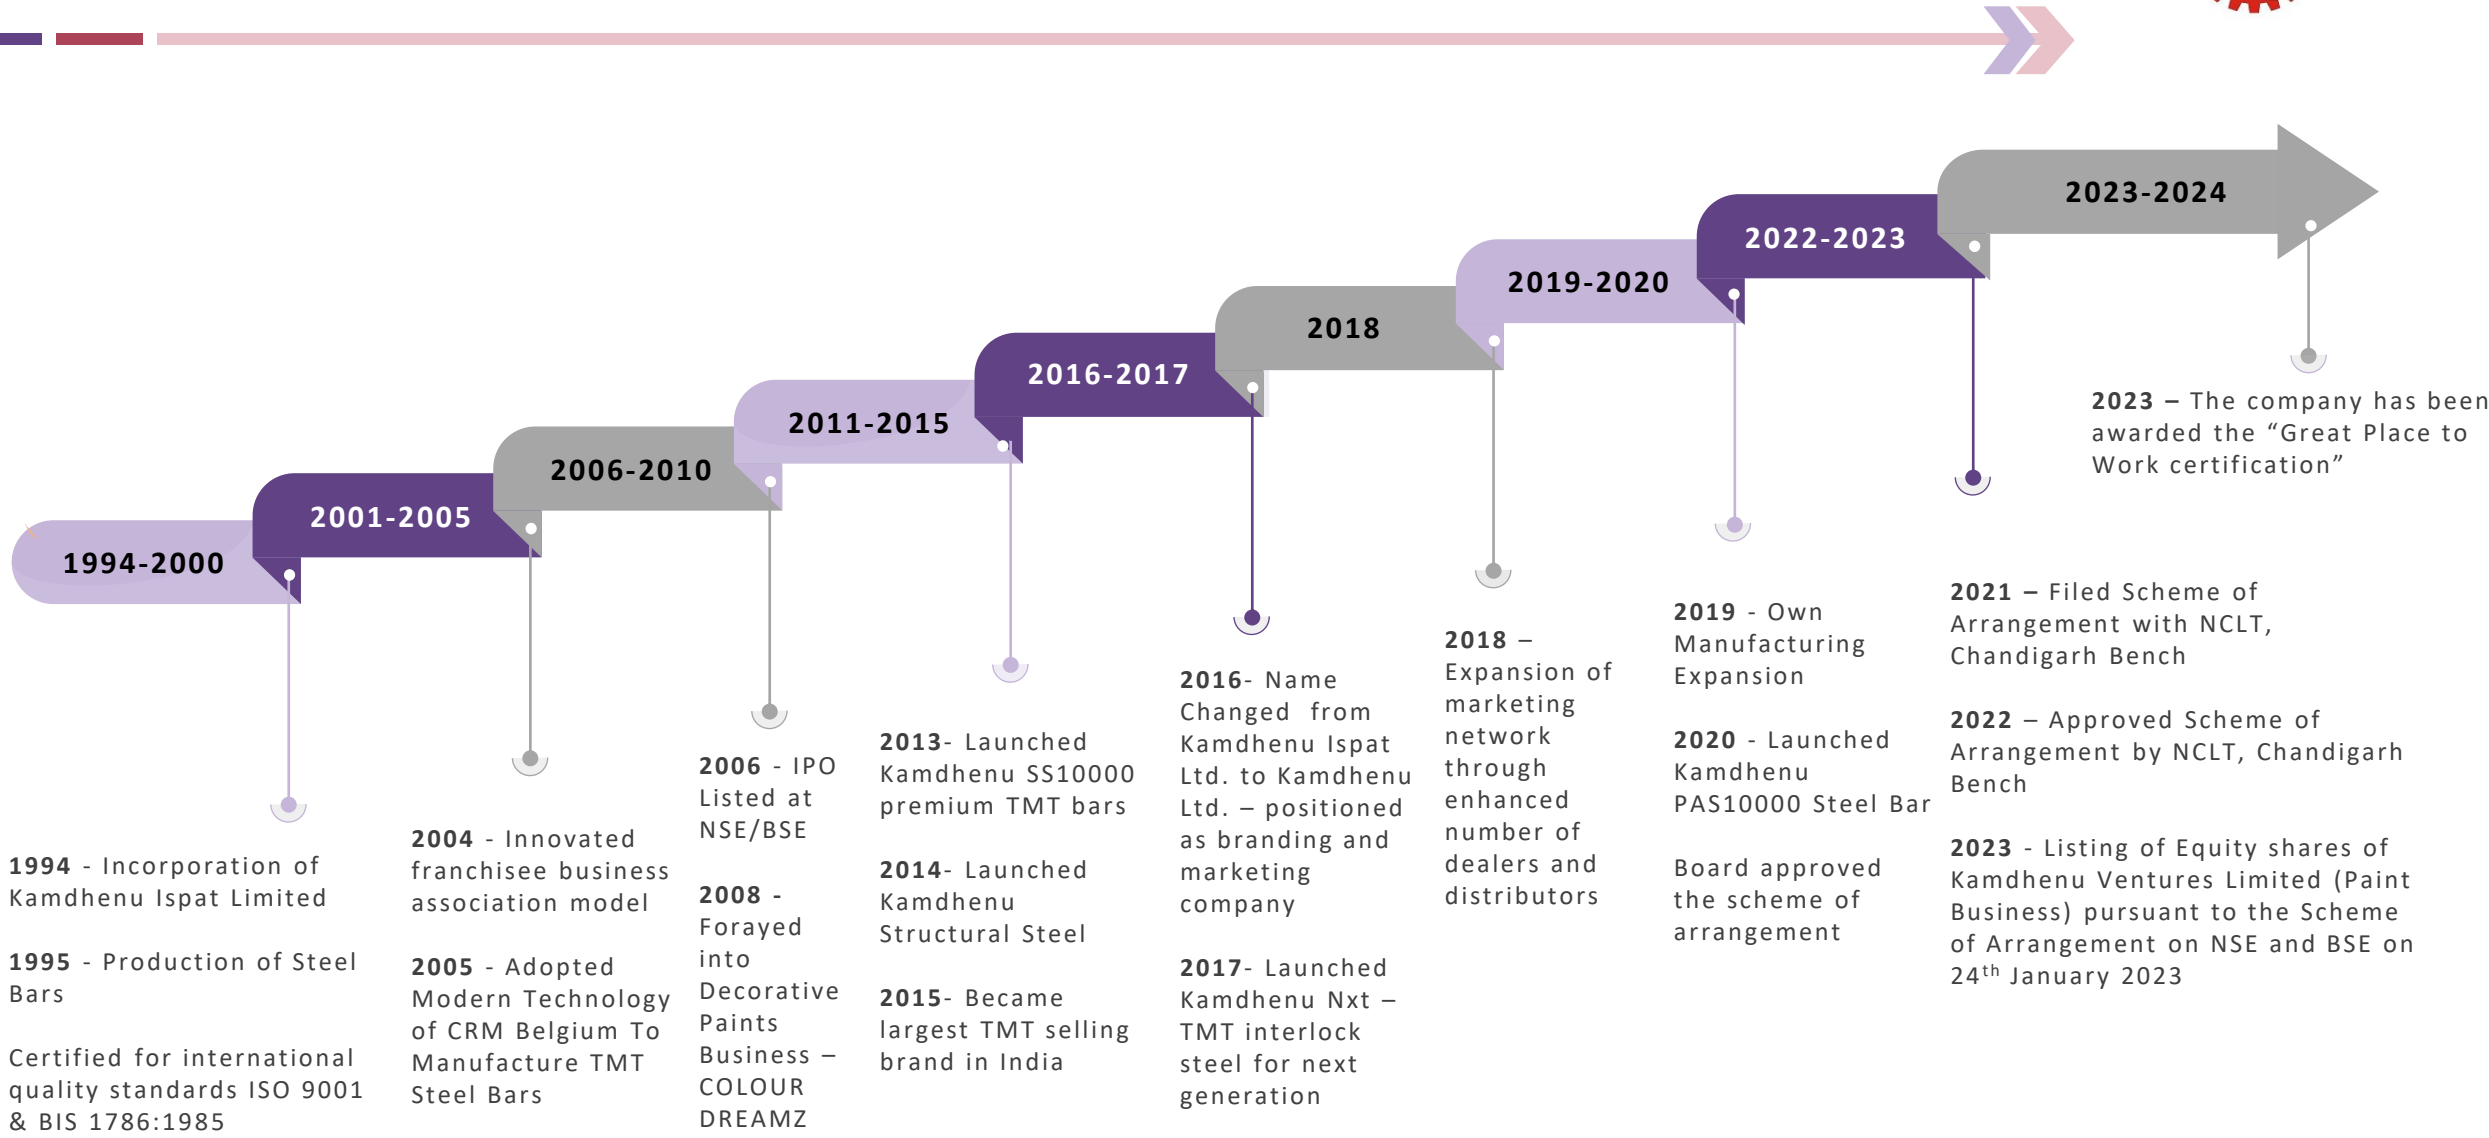 1994-2000
2001-2005
2006-2010
2011-2015
2016-2017
2018
2019-2020
2022-2023
2023-2024
1994 - Incorporation of
Kamdhenu Ispat Limited
1995 - Production of Steel
Bars
Certified for international
quality standards ISO 9001
& BIS 1786:1985
2004 - Innovated
franchisee business
association model
2005 - Adopted
Modern Technology
of CRM Belgium To
Manufacture TMT
Steel Bars
2006 - IPO
Listed at
NSE/BSE
2008 -
Forayed
into
Decorative
Paints
Business –
COLOUR
DREAMZ
2013- Launched
Kamdhenu SS10000
premium TMT bars
2014- Launched
Kamdhenu
Structural Steel
2015- Became
largest TMT selling
brand in India
2016- Name
Changed from
Kamdhenu Ispat
Ltd. to Kamdhenu
Ltd. – positioned
as branding and
marketing
company
2017- Launched
Kamdhenu Nxt –
TMT interlock
steel for next
generation
2018 –
Expansion of
marketing
network
through
enhanced
number of
dealers and
distributors
2019 - Own
Manufacturing
Expansion
2020 - Launched
Kamdhenu
PAS10000 Steel Bar
Board approved
the scheme of
arrangement
2021 – Filed Scheme of
Arrangement with NCLT,
Chandigarh Bench
2022 – Approved Scheme of
Arrangement by NCLT, Chandigarh
Bench
2023 - Listing of Equity shares of
Kamdhenu Ventures Limited (Paint
Business) pursuant to the Scheme
of Arrangement on NSE and BSE on
24th January 2023
2023 – The company has been
awarded the “Great Place to
Work certification”